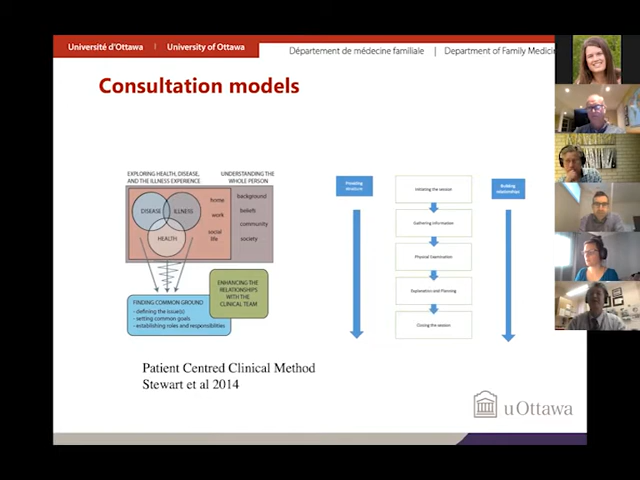 Université d'Ottawa | University of Ottawa
Département de médecine familiale | Department of Family Medicin
Consultation models
EXPLORING HEALTH, DISEASE,
AND THE ILLNESS EXPERIENCE
UNDERSTANDING THE
WHOLE PERSON
DISEASE
ILLNESS
HEALTH
home
work
social
life
background
beliefs
community
society
ENHANCING THE
RELATIONSHIPS
WITH THE
CLINICAL TEAM
FINDING COMMON GROUND
- defining the issue(s)
- setting common goals
- establishing roles and responsibilities
Providing
structure
Initiating the session
Gathering information
Physical Examination
Explanation and Planning
Closing the session
Building
relationships
Patient Centred Clinical Method
Stewart et al 2014
uOttawa